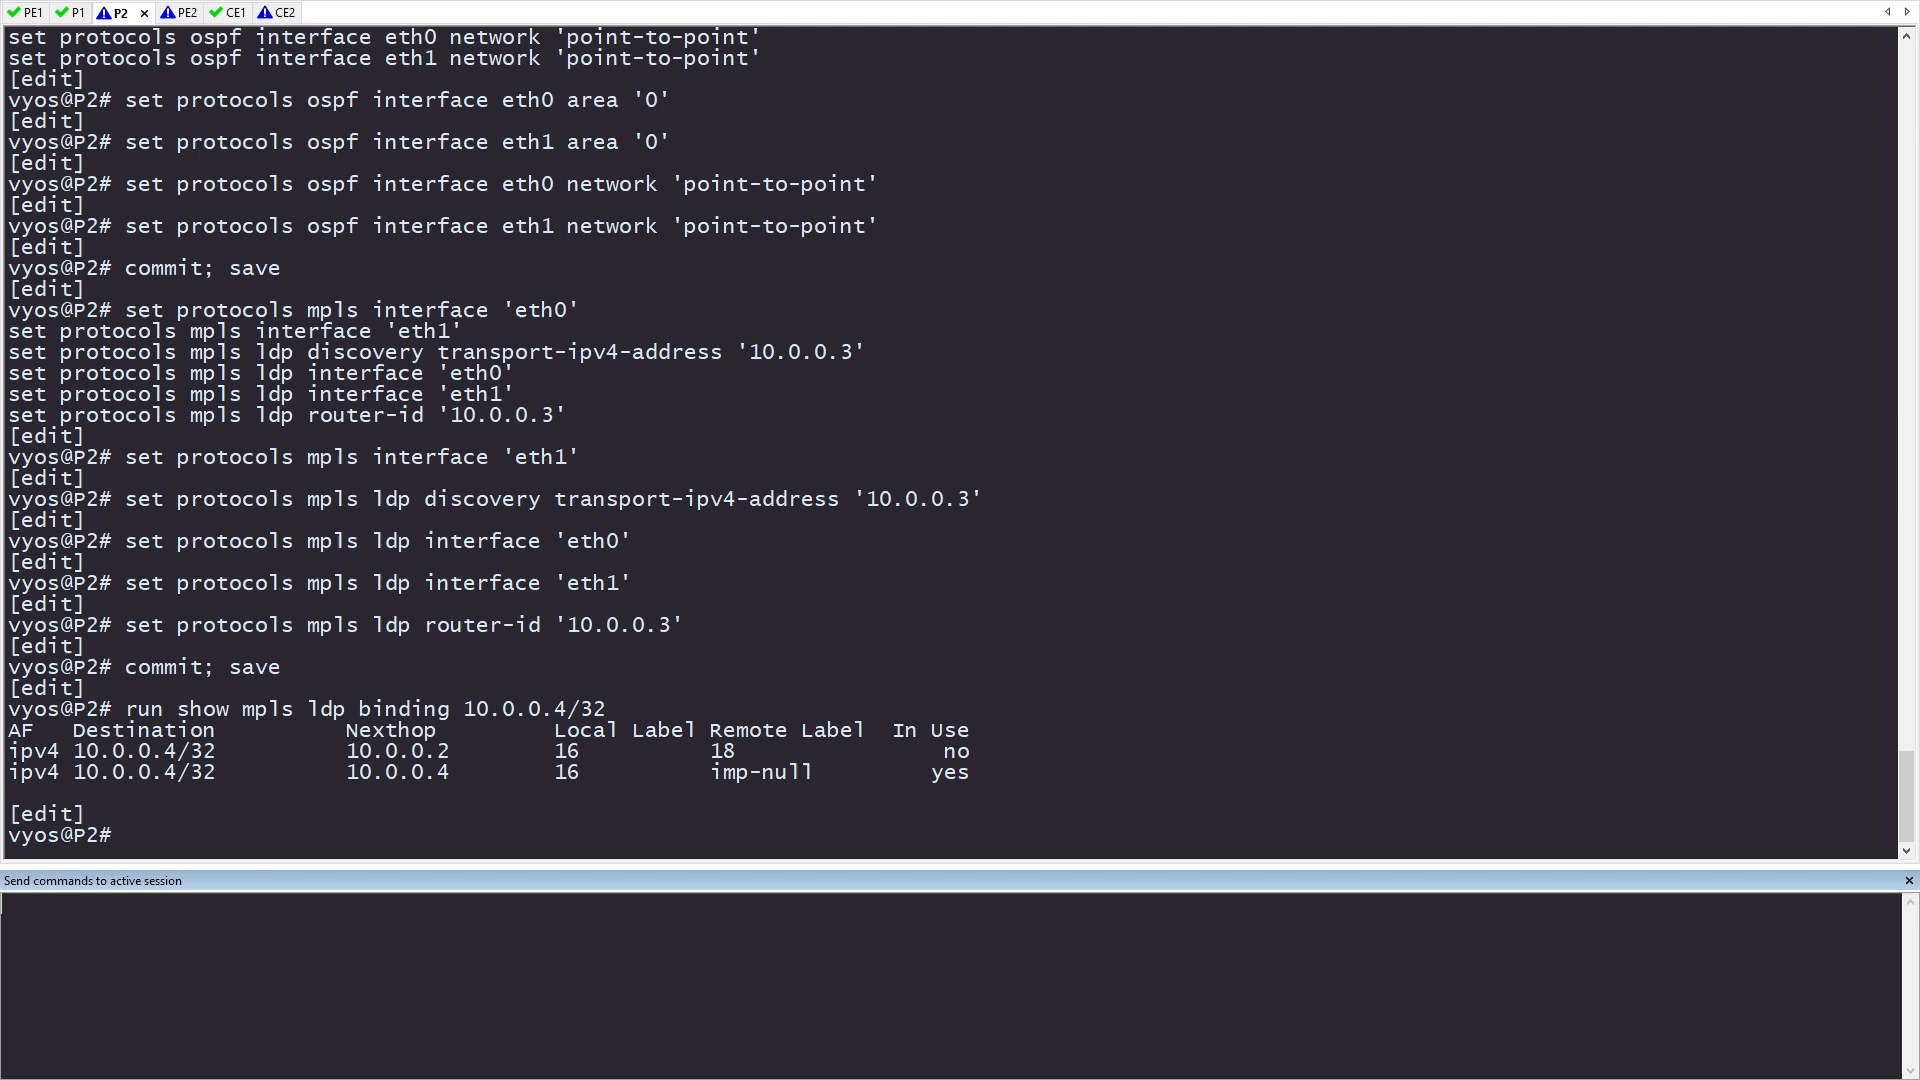 PE1 P1 P2 PE2 CE1 CE2
set protocols ospf interface eth0 network 'point-to-point'
set protocols ospf interface eth1 network 'point-to-point'
[edit]
vyos@P2# set protocols ospf interface eth0 area '0'
[edit]
vyos@P2# set protocols ospf interface eth1 area '0'
[edit]
vyos@P2# set protocols ospf interface eth0 network 'point-to-point'
[edit]
vyos@P2# set protocols ospf interface eth1 network 'point-to-point'
[edit]
vyos@P2# commit; save
[edit]
vyos@P2# set protocols mpls interface 'eth0'
set protocols mpls interface 'eth1'
set protocols mpls ldp discovery transport-ipv4-address '10.0.0.3'
set protocols mpls ldp interface 'eth0'
set protocols mpls ldp interface 'eth1'
set protocols mpls ldp router-id '10.0.0.3'
[edit]
vyos@P2# set protocols mpls interface 'eth1'
[edit]
vyos@P2# set protocols mpls ldp discovery transport-ipv4-address '10.0.0.3'
[edit]
vyos@P2# set protocols mpls ldp interface 'eth0'
[edit]
vyos@P2# set protocols mpls ldp interface 'eth1'
[edit]
vyos@P2# set protocols mpls ldp router-id '10.0.0.3'
[edit]
vyos@P2# commit; save
[edit]
vyos@P2# run show mpls ldp binding 10.0.0.4/32
AF   Destination          Nexthop         Local Label Remote Label  In Use
ipv4 10.0.0.4/32          10.0.0.2        16          18                no
ipv4 10.0.0.4/32          10.0.0.4        16          imp-null         yes
[edit]
vyos@P2#
Send commands to active session